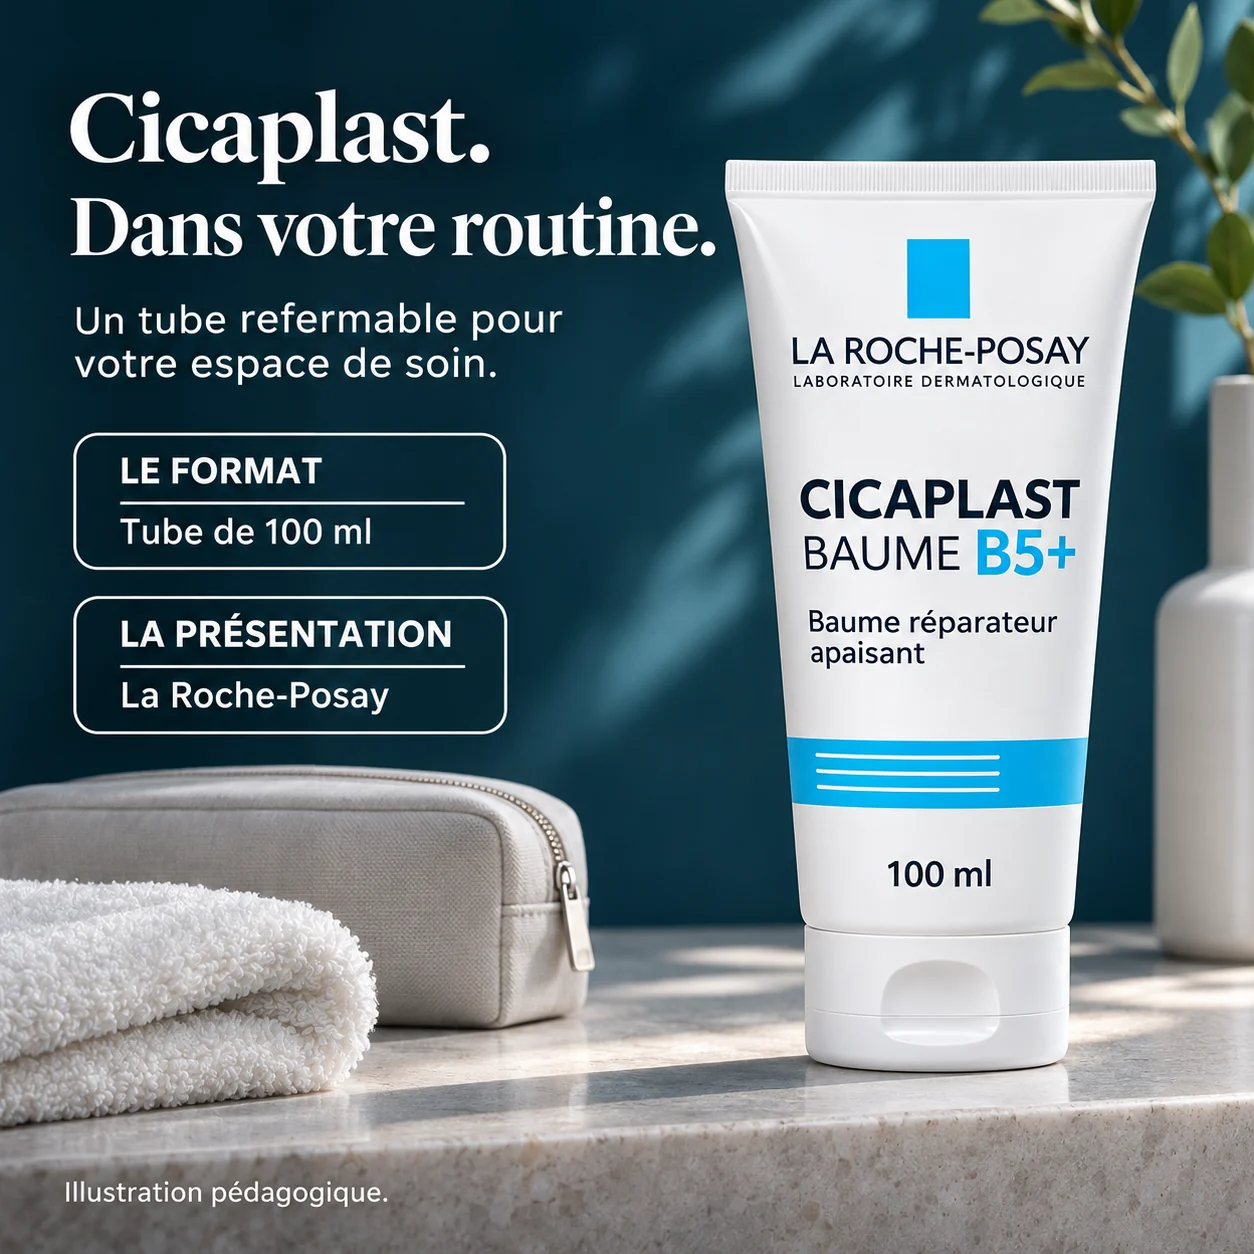 Cicaplast.
Dans votre routine.
Un tube refermable pour
votre espace de soin.
LE FORMAT
Tube de 100 ml
LA PRÉSENTATION
La Roche-Posay
LA ROCHE-POSAY
LABORATOIRE DERMATOLOGIQUE
CICAPLAST
BAUME B5+
Baume réparateur
apaisant
100 ml
Illustration pédagogique.